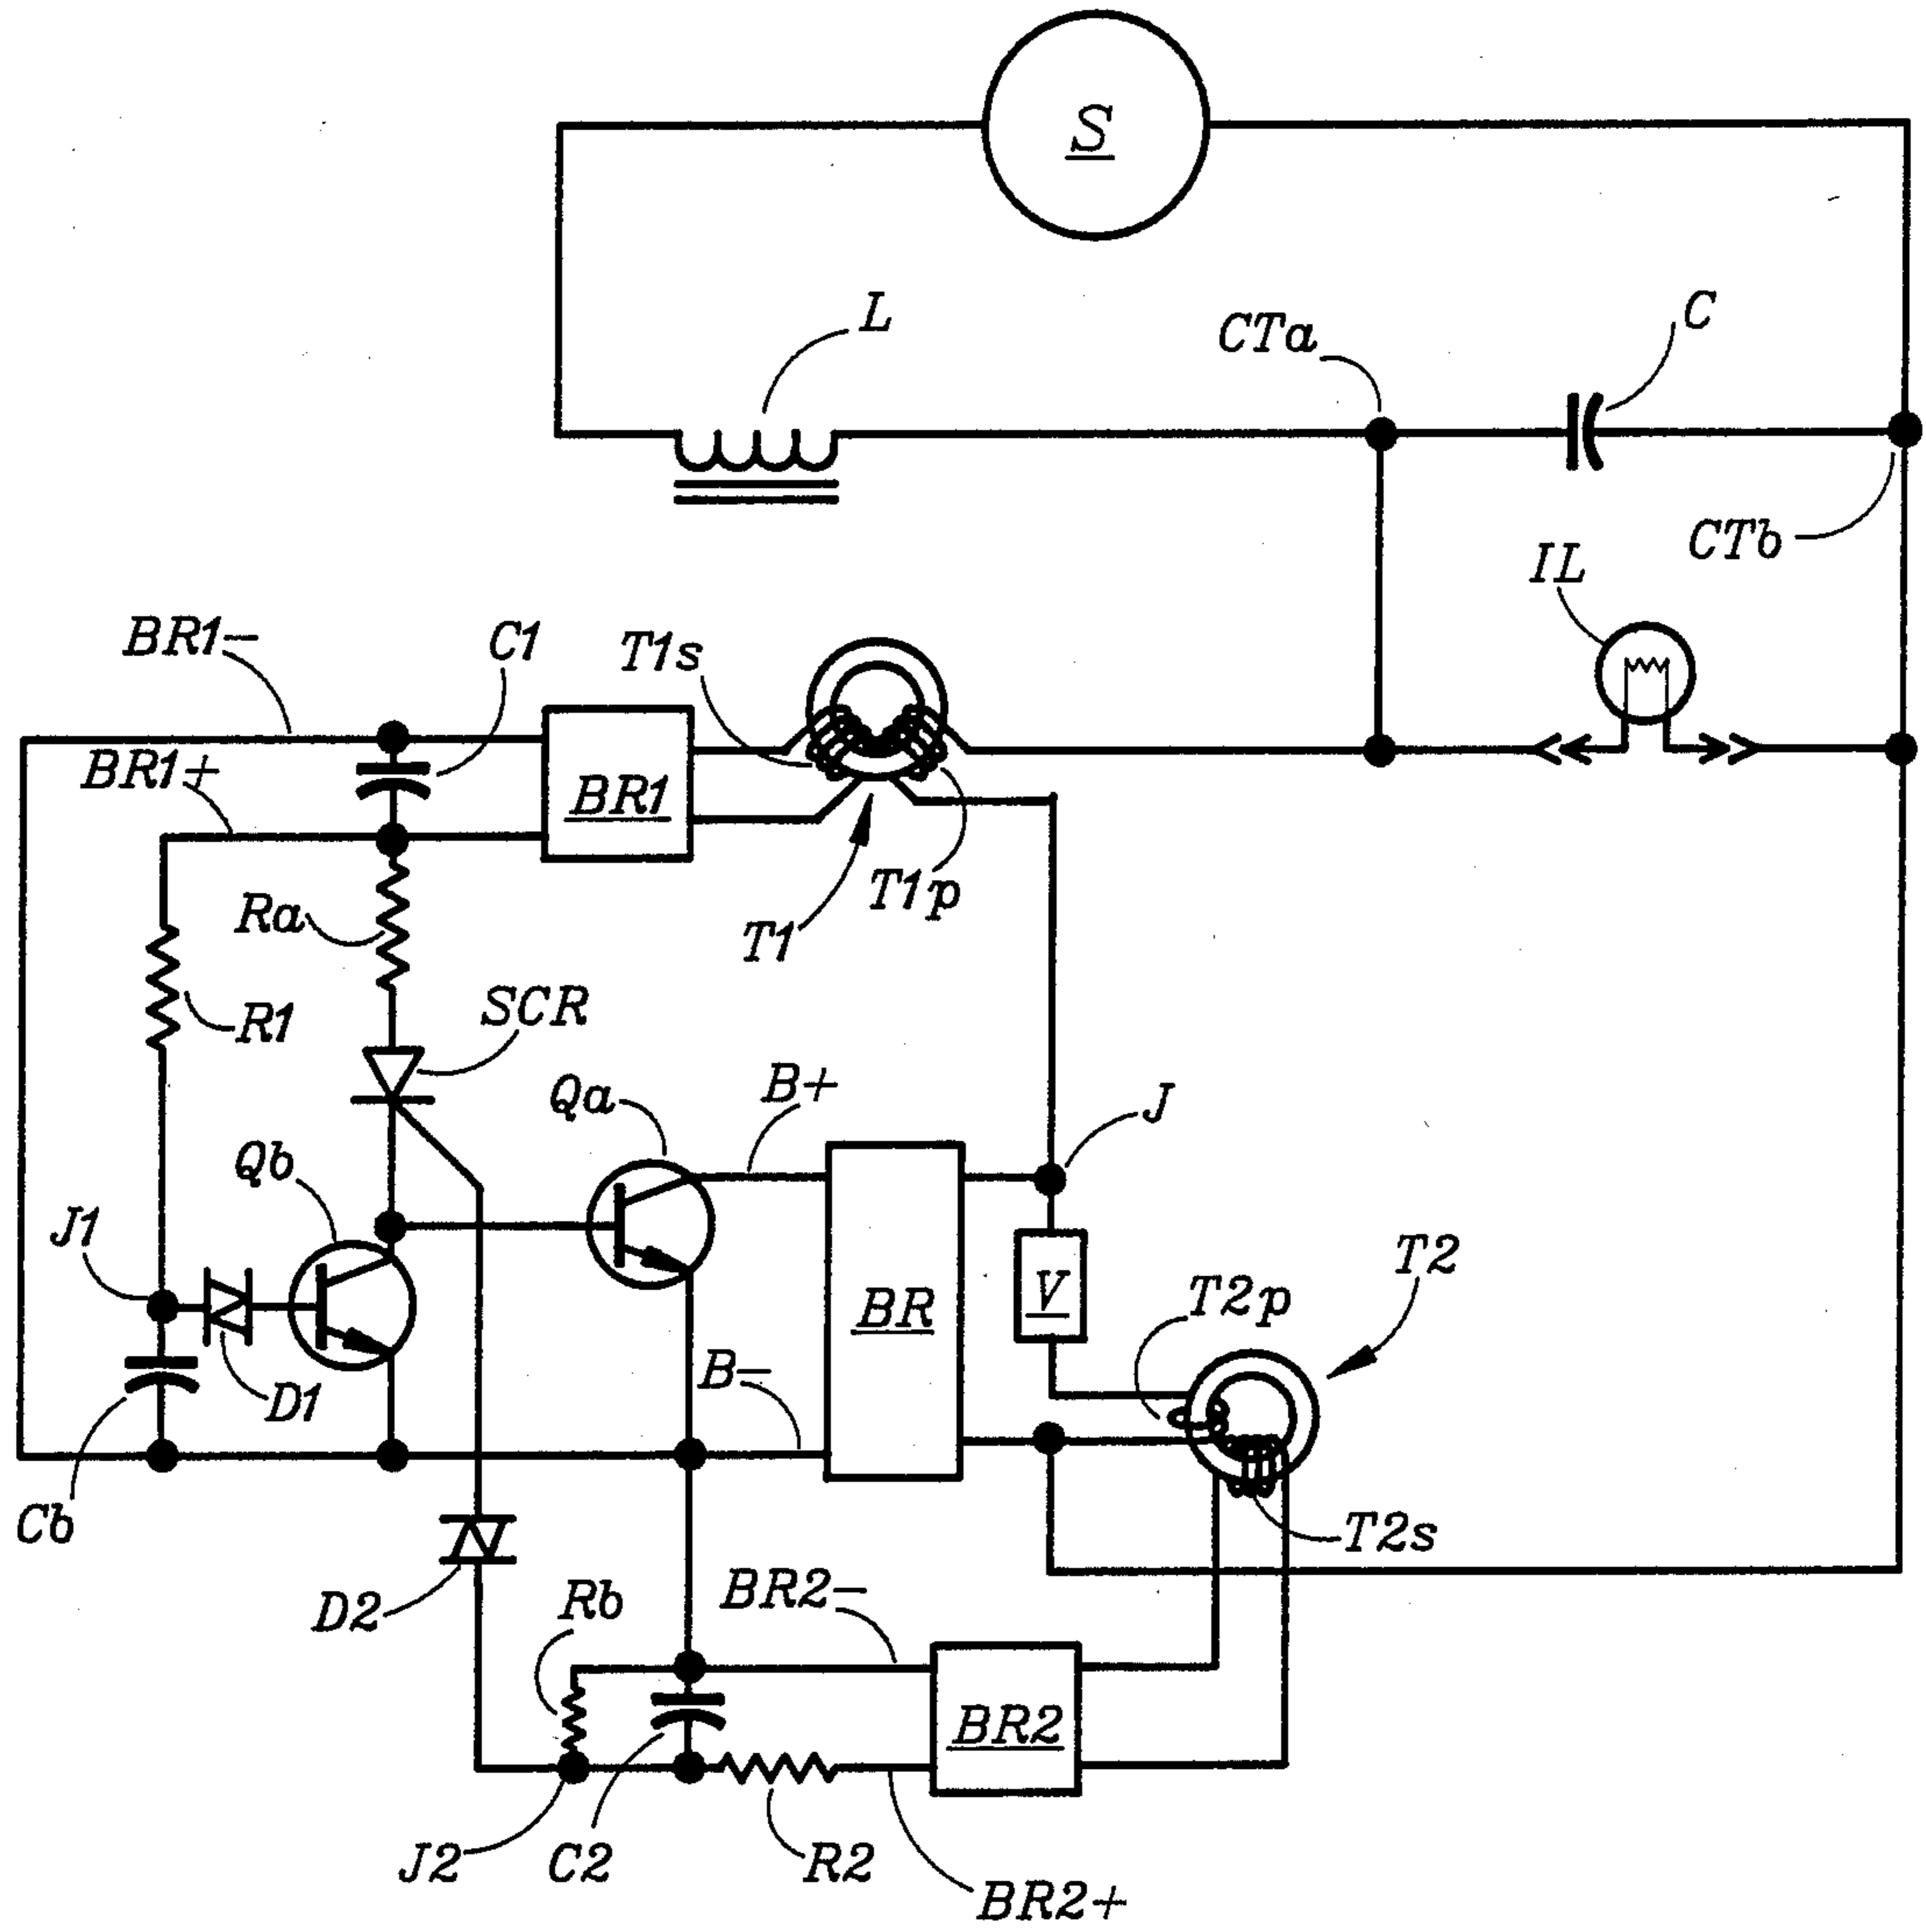 S
L
CTa
C
CTb
IL
BR1-
C1
T1s
BR1+
BR1
T1p
Ra
T1
SCR
R1
Qa
B+
J
Qb
J1
T2
T2p
V
BR
B-
D1
Cb
T2s
D2
Rb
BR2-
BR2
J2
C2
R2
BR2+